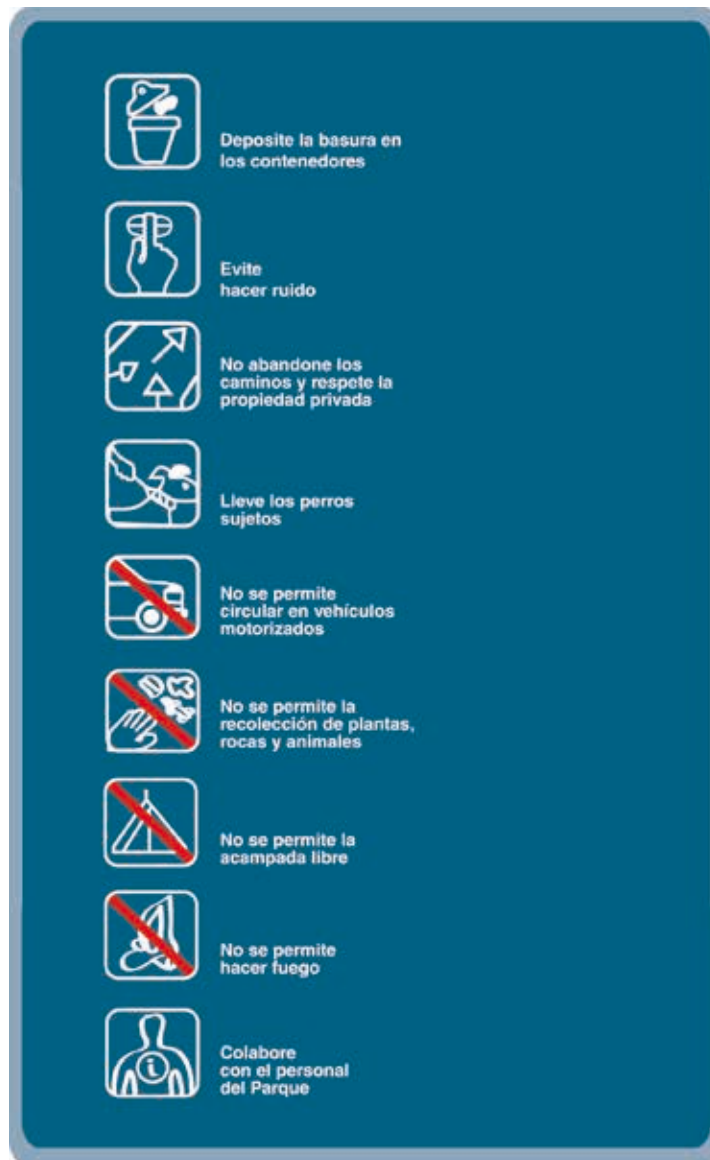 Deposite la basura en
los contenedores
Evite
hacer ruido
No abandone los
caminos y respete la
propiedad privada
Lleve los perros
sujetos
No se permite
circular en vehículos
motorizados
No se permite la
recolección de plantas,
rocas y animales
No se permite la
acampada libre
No se permite
hacer fuego
Colabore
con el personal
del Parque